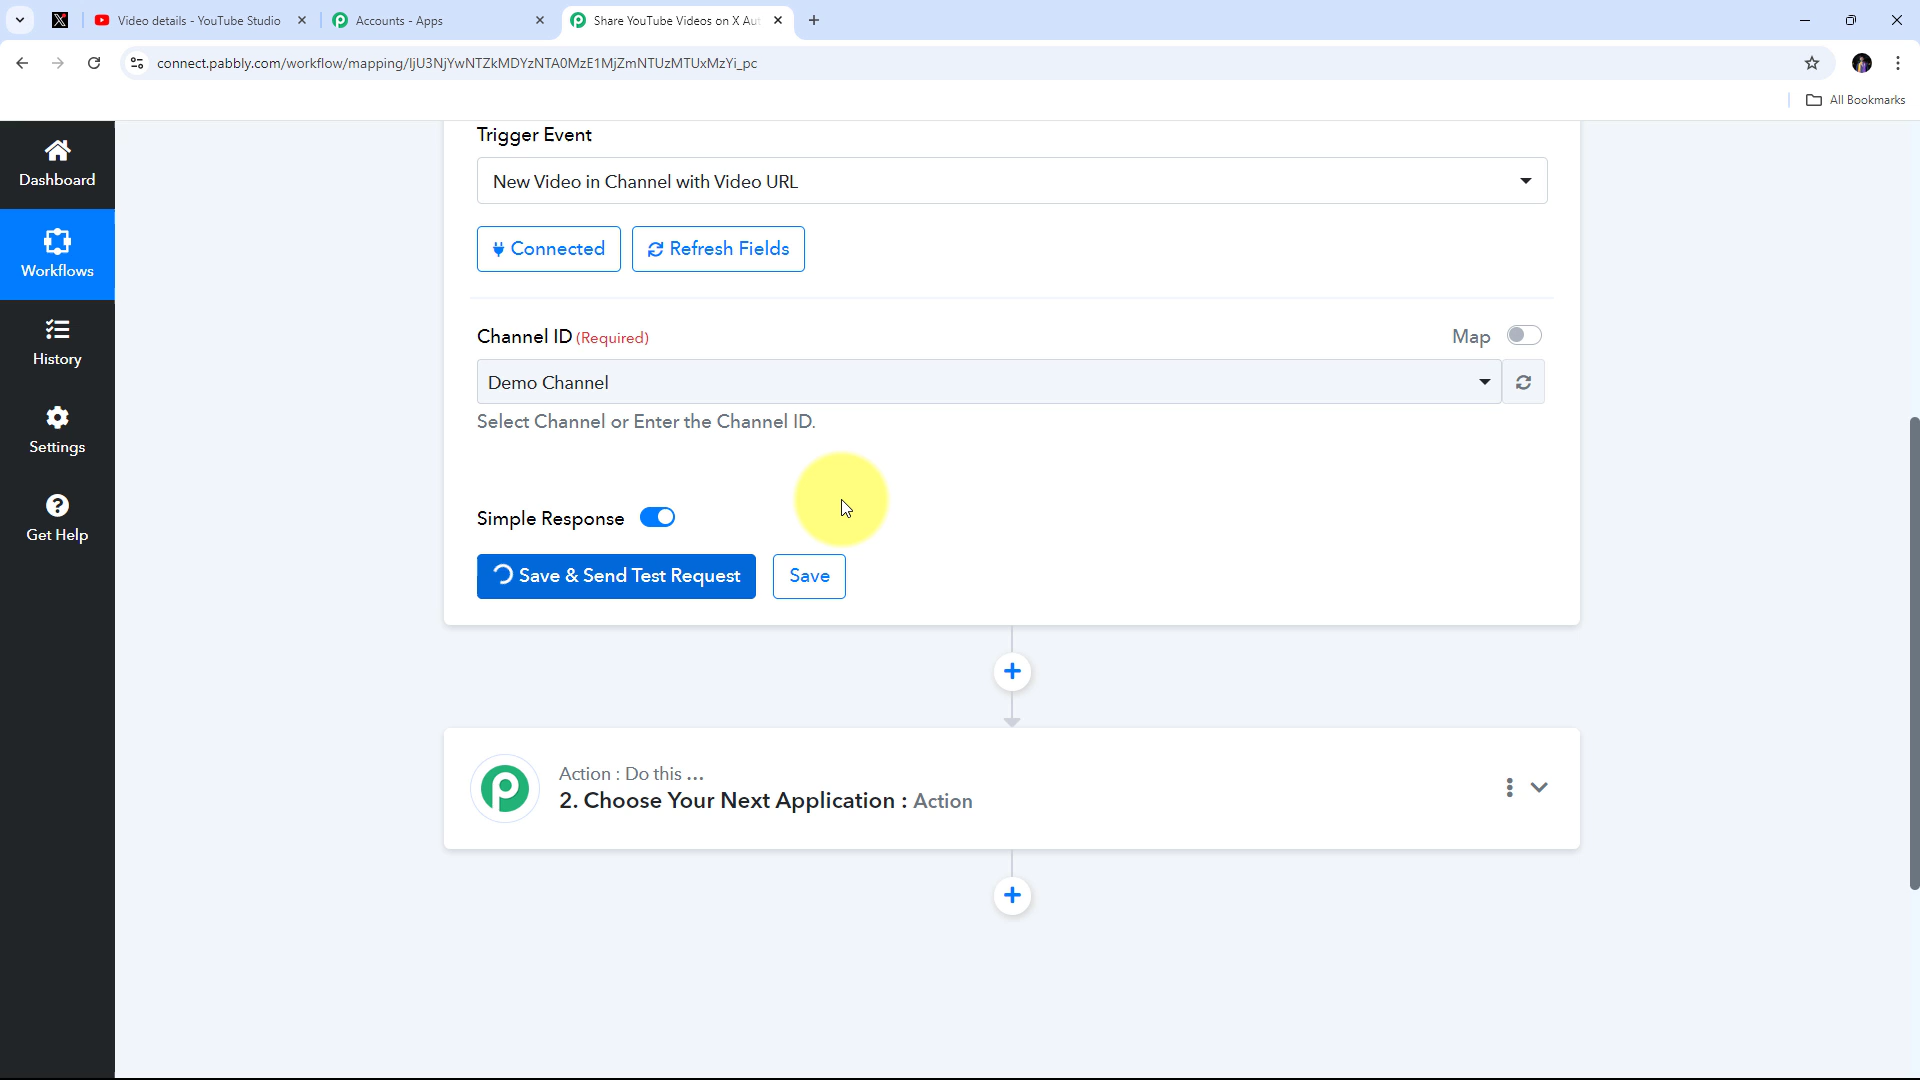 Video details - YouTube Studio
Accounts - Apps
Share YouTube Videos on X Aut
connect.pabbly.com/workflow/mapping/IjU3NjYwNTZkMDYzNTA0MzE1MjZmNTUzMTUxMzYi_pc
All Bookmarks
Dashboard
Workflows
History
Settings
Get Help
Trigger Event
New Video in Channel with Video URL
Connected
Refresh Fields
Channel ID (Required)
Map
Demo Channel
Select Channel or Enter the Channel ID.
Simple Response
Save & Send Test Request
Save
Action : Do this ...
2. Choose Your Next Application : Action